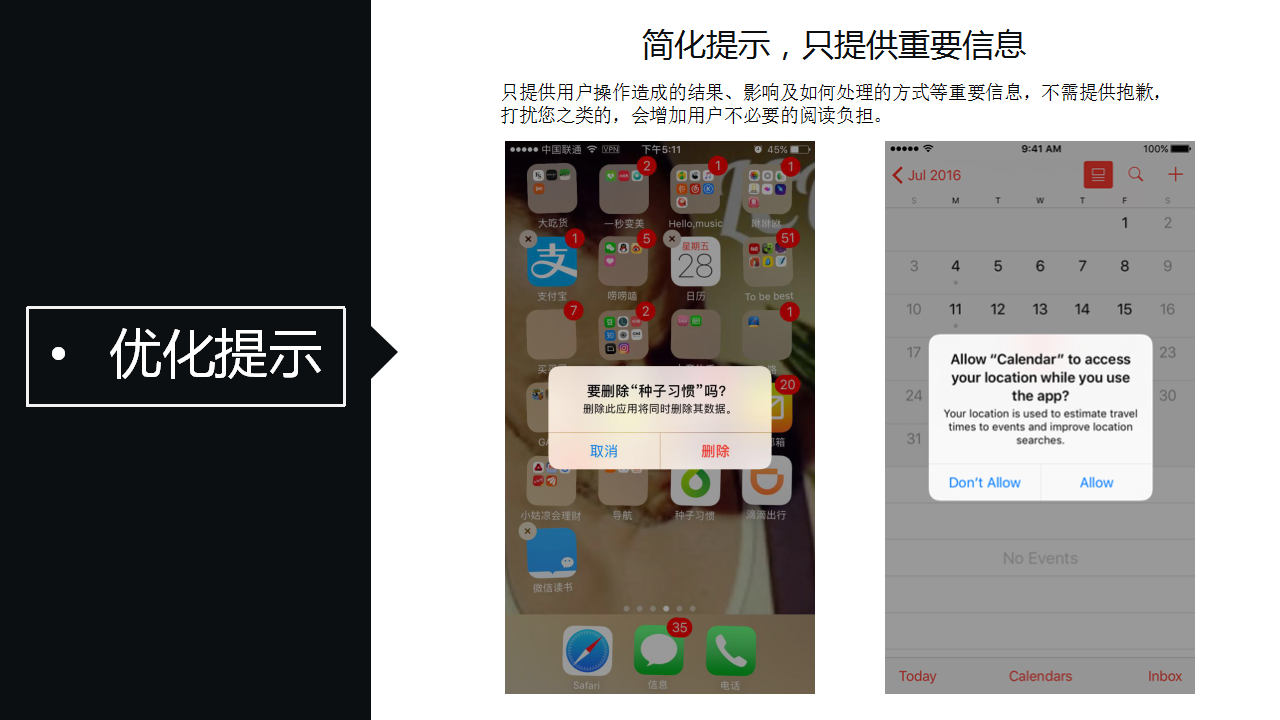 • 优化提示
简化提示，只提供重要信息
只提供用户操作造成的结果、影响及如何处理的方式等重要信息，不需提供抱歉，
打扰您之类的，会增加用户不必要的阅读负担。
中国联通 VPN 下午5:11 45%
2 1 1
大吃货 一秒变美 Hello,music 咻咻咻
1 5 51
星期五
28
支付宝 唠唠嗑 日历 To be best
7 2 1
要删除“种子习惯”吗?
删除此应用将同时删除其数据。
取消 删除
20
小姑凉会理财 导航 种子习惯 滴滴出行
微信读书
35
Safari 信息 电话
9:41 AM 100%
Jul 2016
S M T W T F S
1 2
3 4 5 6 7 8 9
10 11 12 13 14 15 16
17 23
24 30
31
Allow “Calendar” to access
your location while you use
the app?
Your location is used to estimate travel
times to events and improve location
searches.
Don’t Allow Allow
No Events
Today Calendars Inbox